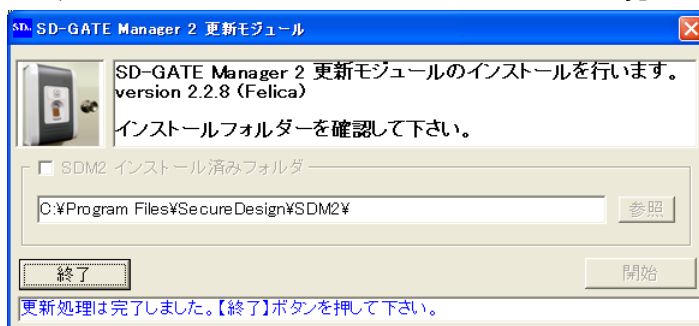 SD-GATE Manager 2 更新モジュール
SD-GATE Manager 2 更新モジュールのインストールを行います。
version 2.2.8 (Felica)
インストールフォルダーを確認して下さい。
SDM2 インストール済みフォルダ
C:¥Program Files¥SecureDesign¥SDM2¥
参照
終了
開始
更新処理は完了しました。【終了】ボタンを押して下さい。